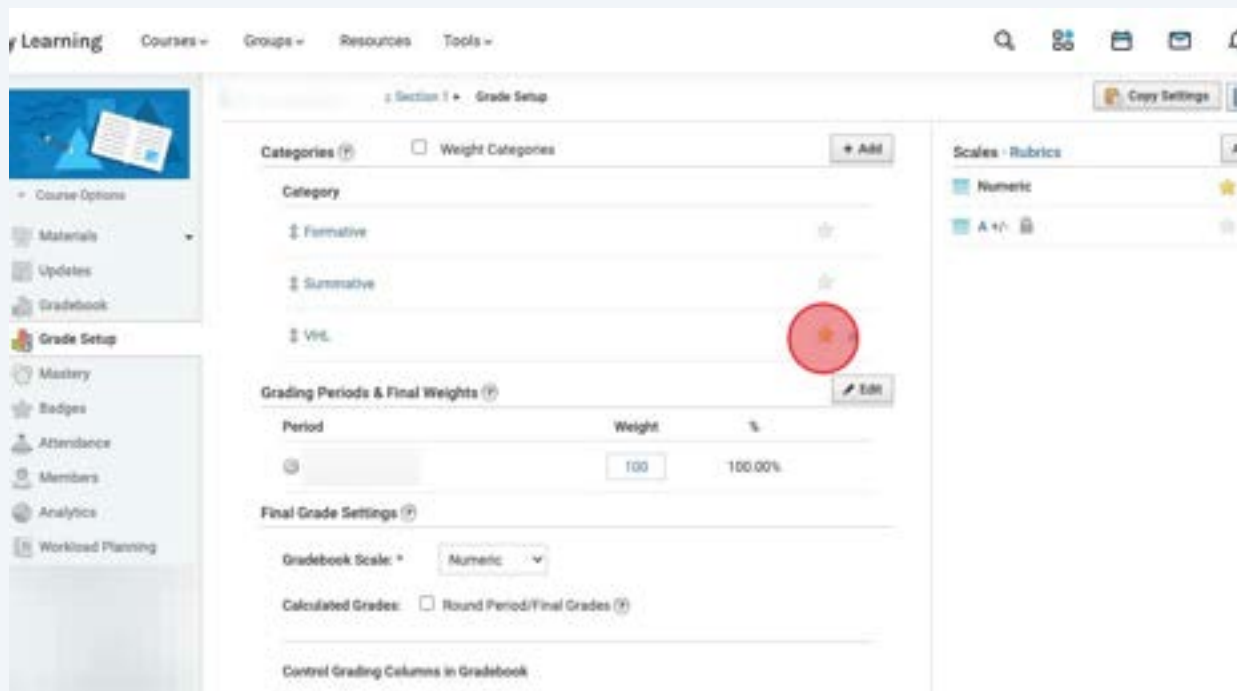 y Learning Courses Groups Resources Tools
Section 1 Grade Setup
Copy Settings
Course Options
Materials
Updates
Gradebook
Grade Setup
Mastery
Badges
Attendance
Members
Analytics
Workload Planning
Categories Weight Categories + Add
Category
Formative
Summative
VHL
Grading Periods & Final Weights Edit
Period Weight %
100 100.00%
Final Grade Settings
Gradebook Scale: * Numeric
Calculated Grades: Round Period/Final Grades
Control Grading Columns in Gradebook
Scales · Rubrics
Numeric
A +/-